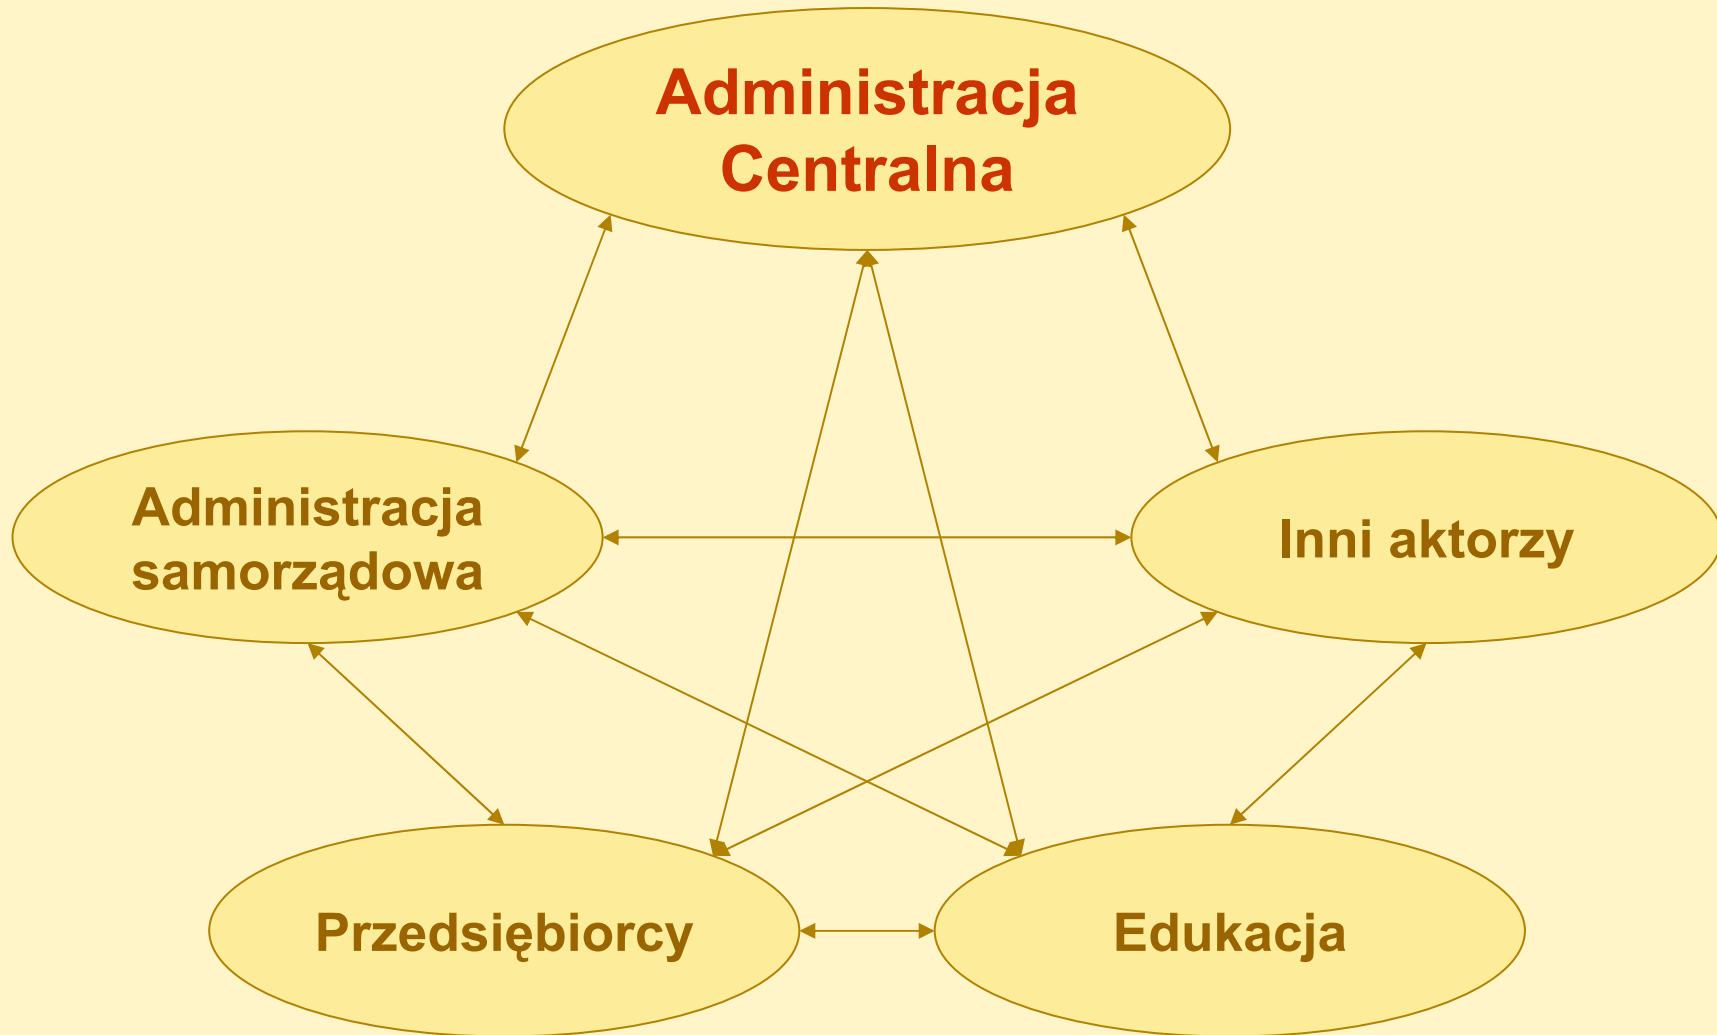 Administracja
Centralna
Administracja
samorządowa
Inni aktorzy
Przedsiębiorcy
Edukacja